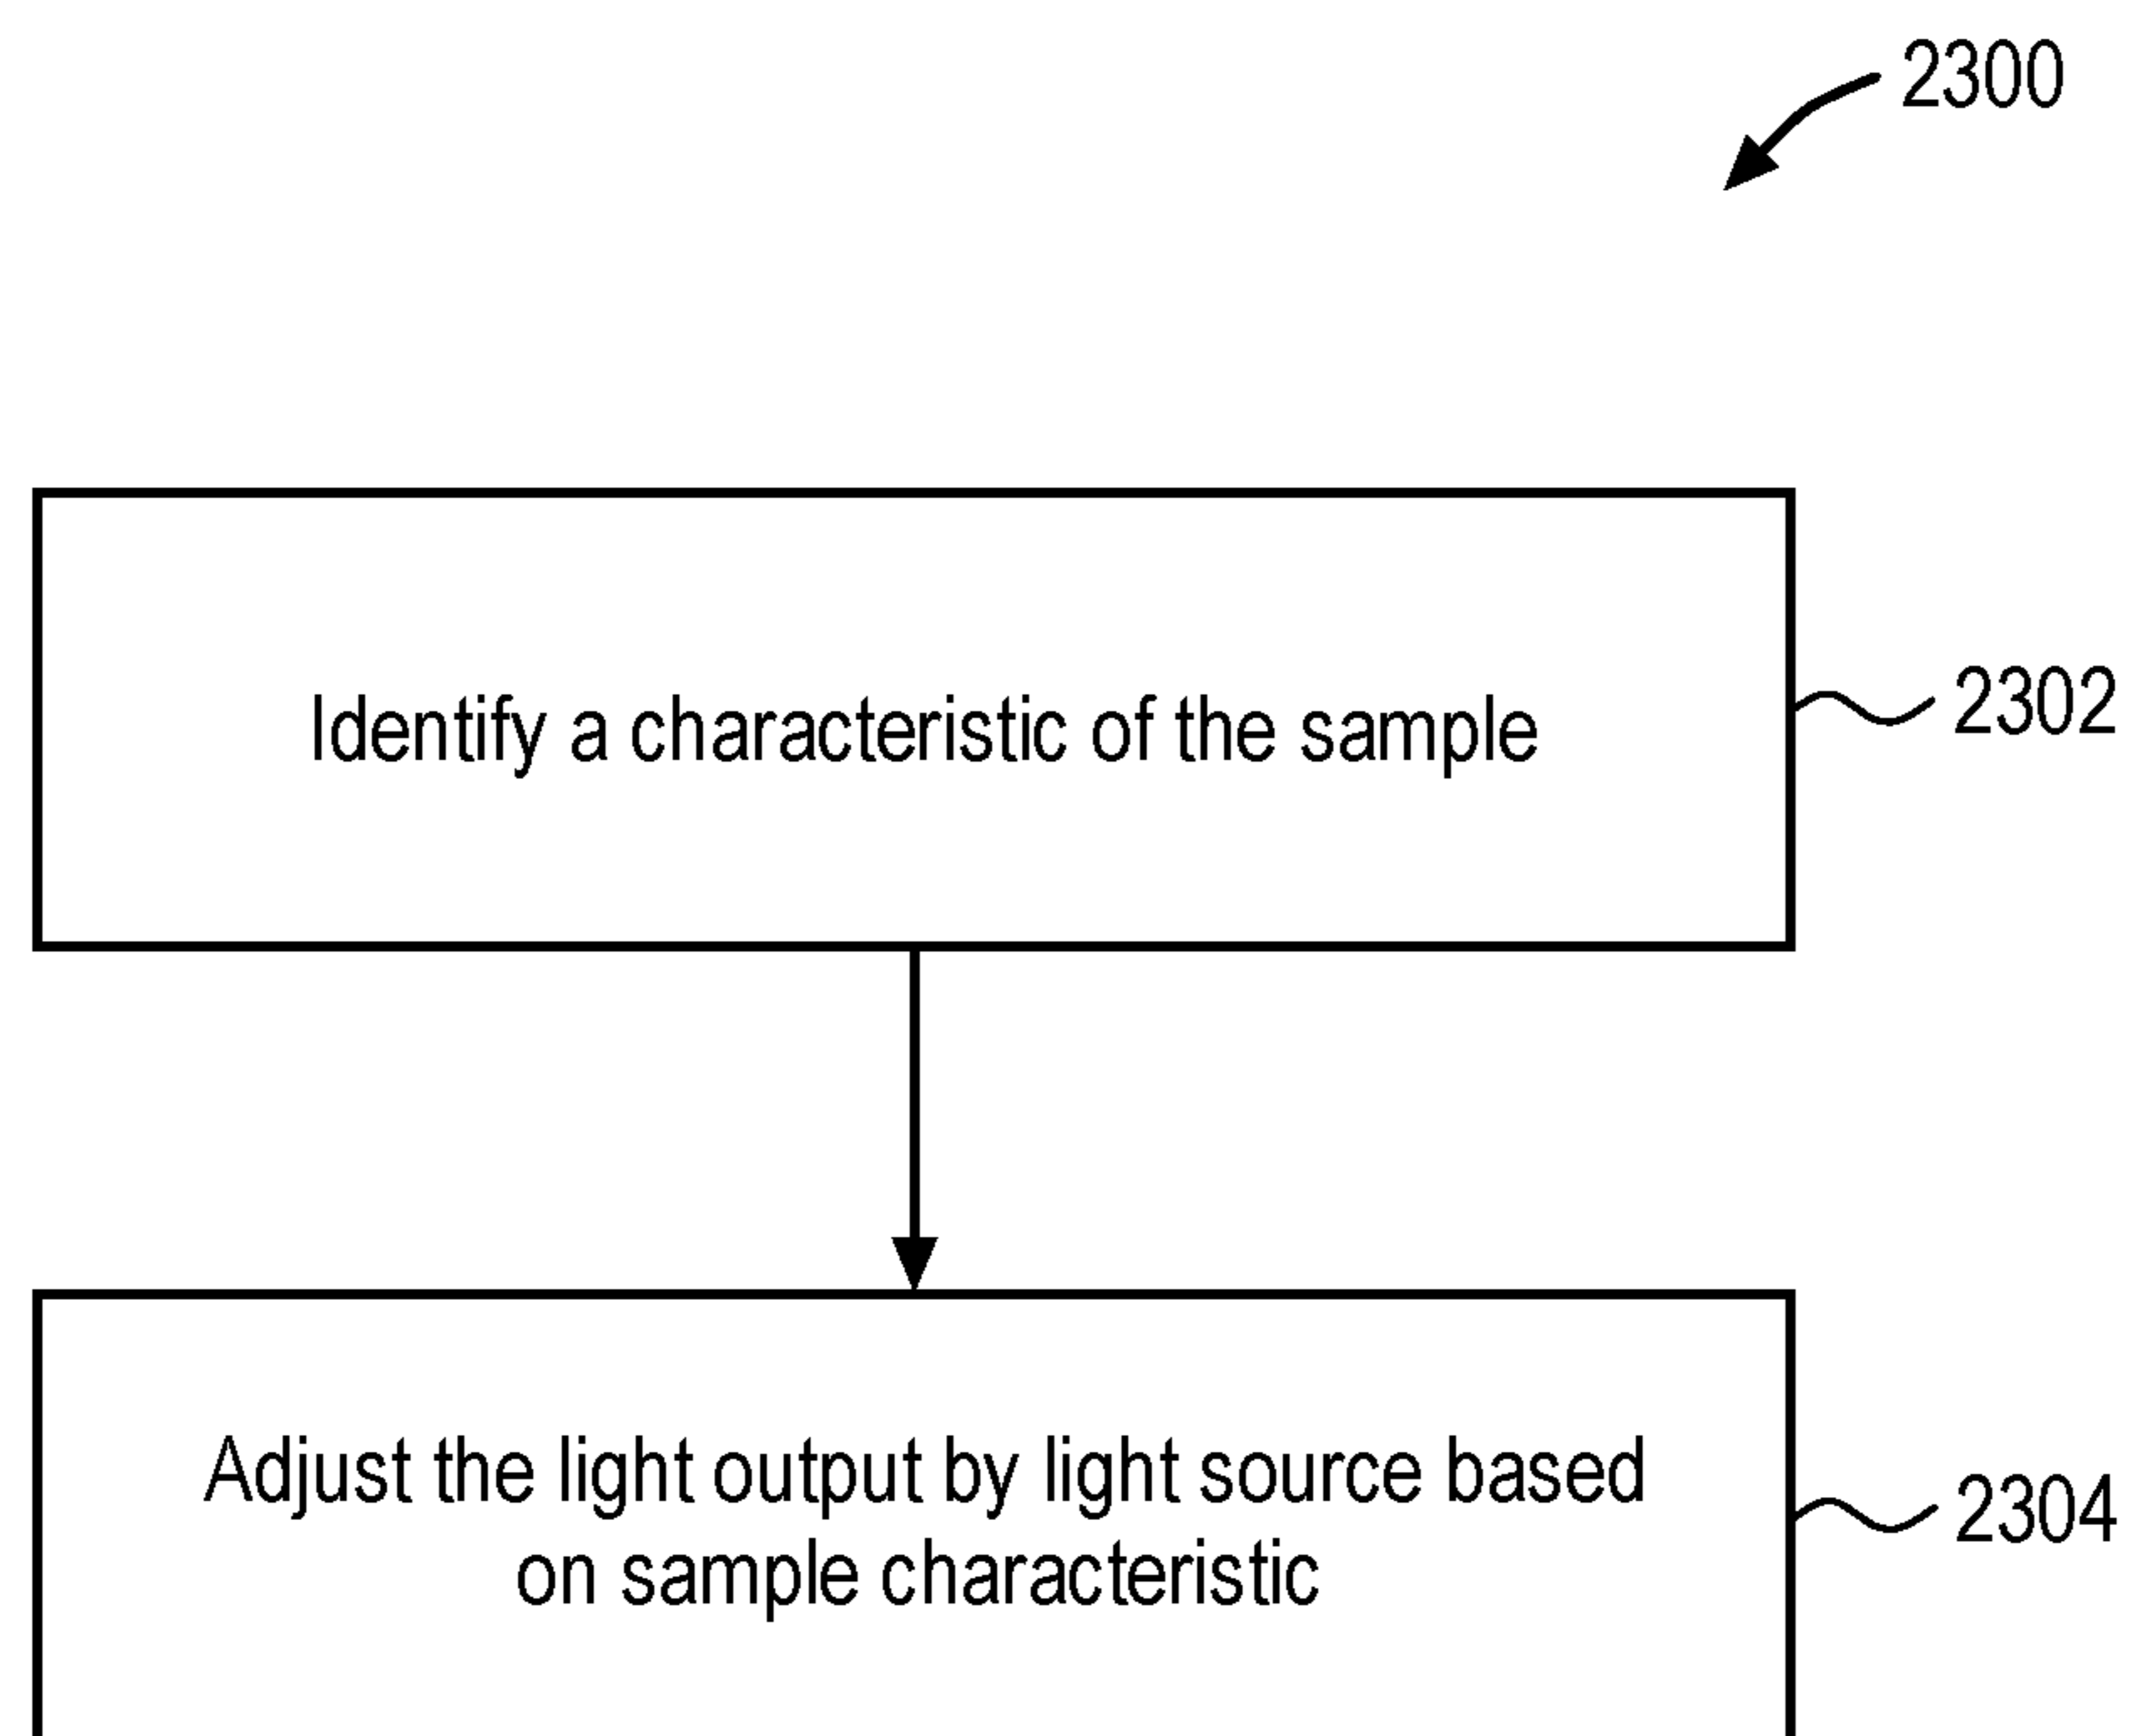 2300
Identify a characteristic of the sample
2302
Adjust the light output by light source based
on sample characteristic
2304